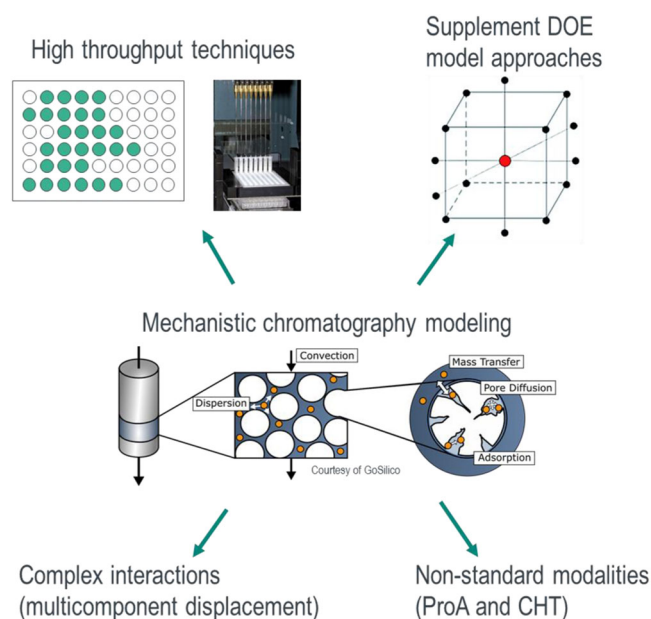 High throughput techniques
Supplement DOE
model approaches
Mechanistic chromatography modeling
Convection
Dispersion
Mass Transfer
Pore Diffusion
Adsorption
Courtesy of GoSilico
Complex interactions
(multicomponent displacement)
Non-standard modalities
(ProA and CHT)